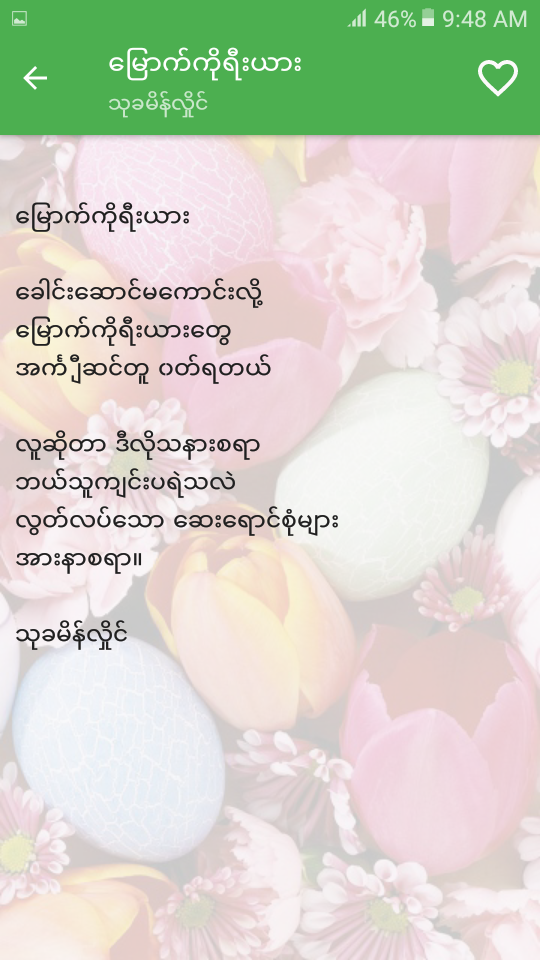 46% 9:48 AM
မြောက်ကိုရီးယား
သုခမိန်လှိုင်
မြောက်ကိုရီးယား
ခေါင်းဆောင်မကောင်းလို့
မြောက်ကိုရီးယားတွေ
အင်္ကျီဆင်တူ ဝတ်ရတယ်
လူဆိုတာ ဒီလိုသနားစရာ
ဘယ်သူကျင်းပရဲသလဲ
လွတ်လပ်သော ဆေးရောင်စုံများ
အားနာစရာ။
သုခမိန်လှိုင်